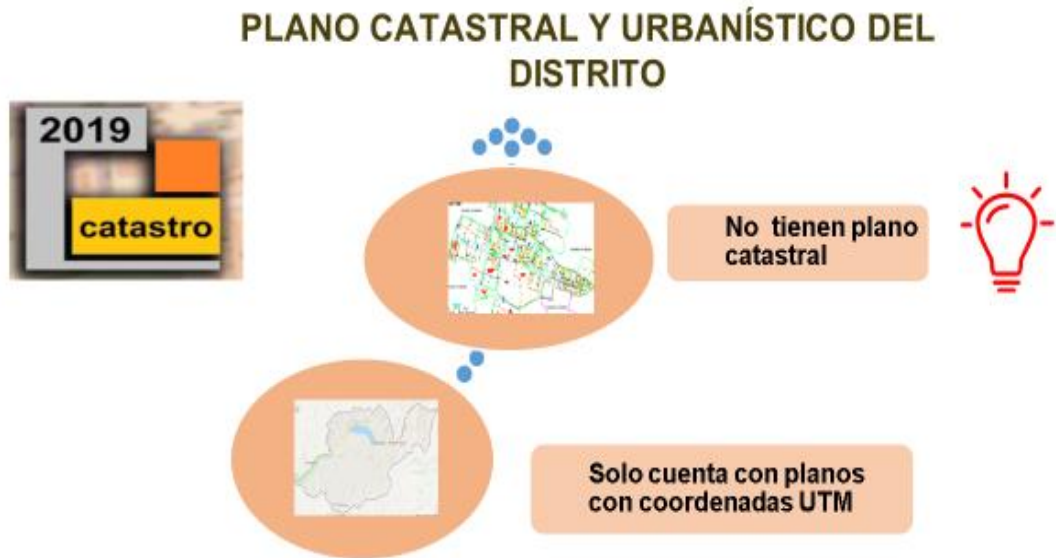 PLANO CATASTRAL Y URBANÍSTICO DEL
DISTRITO
2019
catastro
No tienen plano
catastral
Solo cuenta con planos
con coordenadas UTM